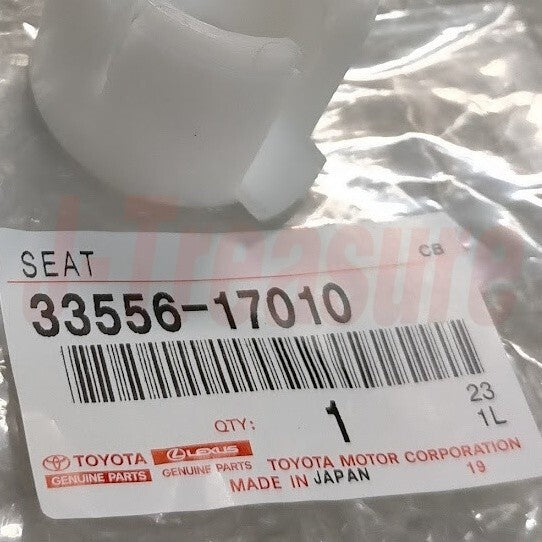 SEAT
CB
33556-17010
J-Treasure
QTY: 1
23
1L
TOYOTA
GENUINE PARTS
LEXUS
GENUINE PARTS
TOYOTA MOTOR CORPORATION
MADE IN JAPAN
19